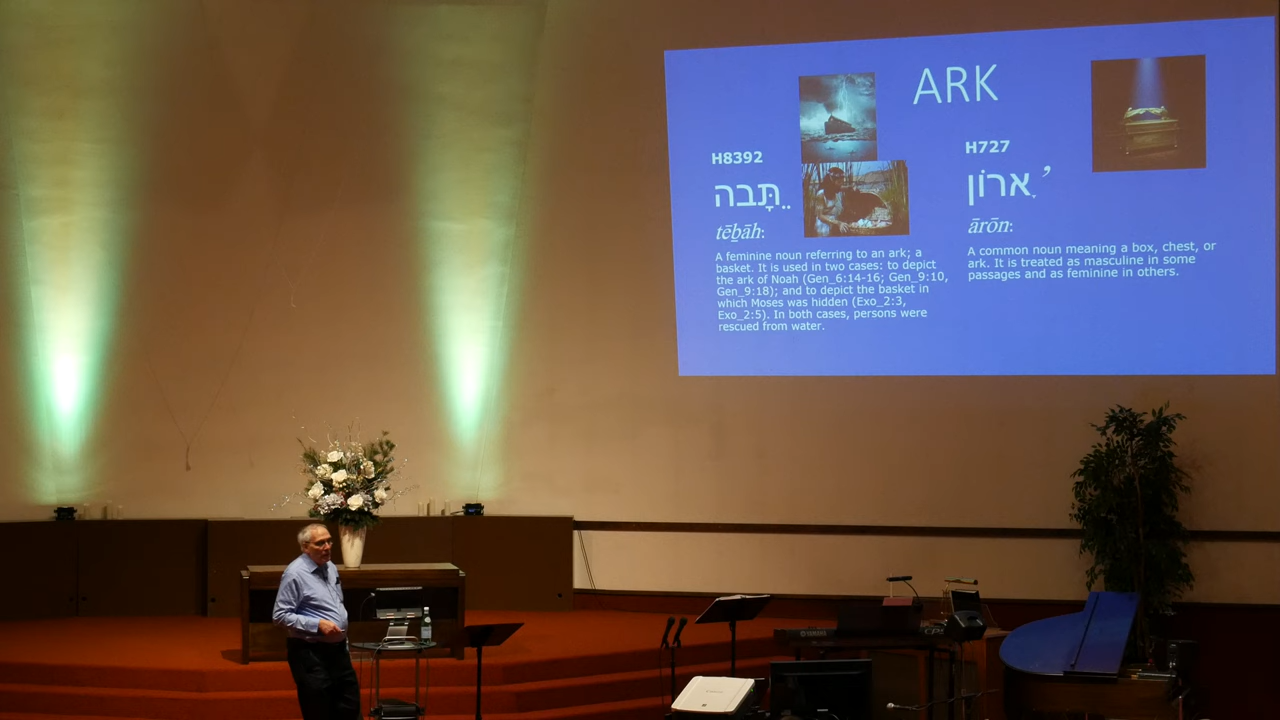 ARK
H8392
תֵּבָה
tēḇāh:
A feminine noun referring to an ark; a
basket. It is used in two cases: to depict
the ark of Noah (Gen_6:14-16; Gen_9:10,
Gen_9:18); and to depict the basket in
which Moses was hidden (Exo_2:3,
Exo_2:5). In both cases, persons were
rescued from water.
H727
אָרוֹן ’
ārōn:
A common noun meaning a box, chest, or
ark. It is treated as masculine in some
passages and as feminine in others.
YAMAHA